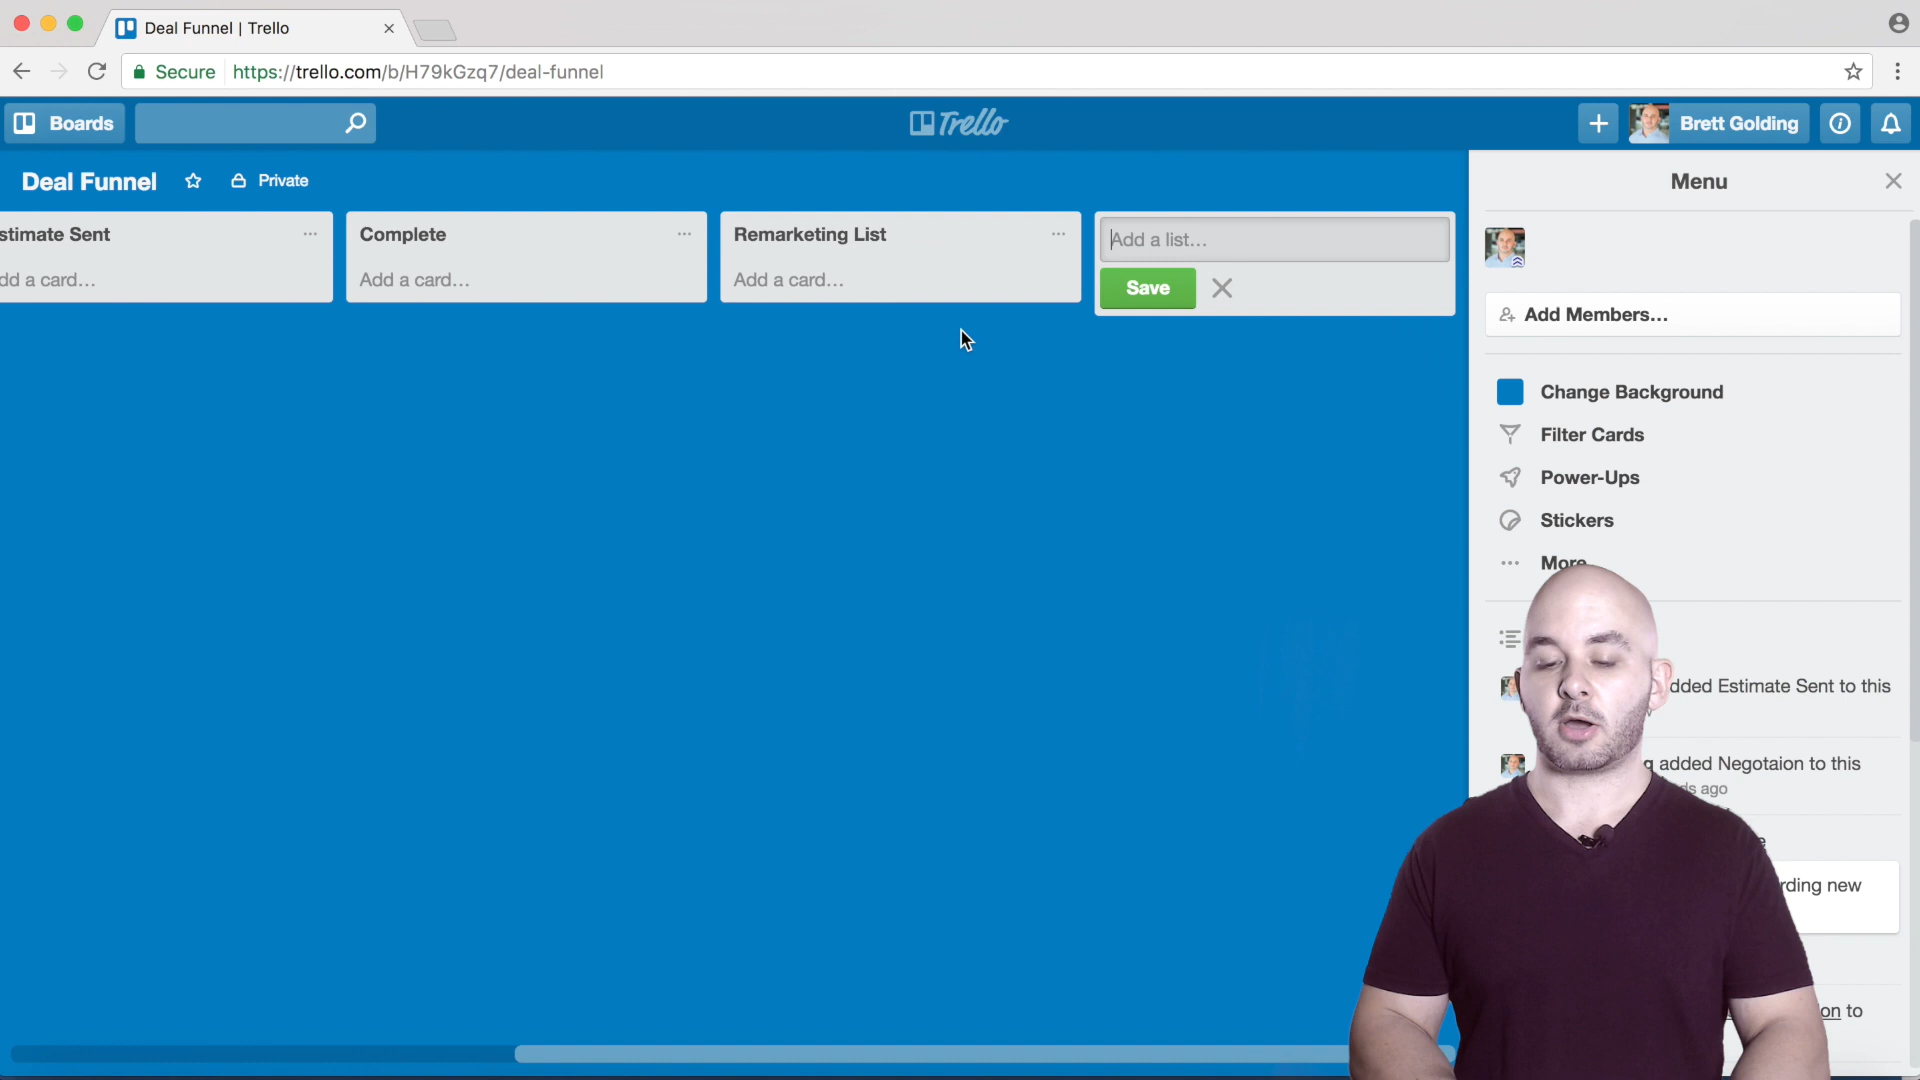 Deal Funnel | Trello
Secure
https://trello.com/b/H79kGzq7/deal-funnel
Boards
Trello
Brett Golding
Deal Funnel
Private
Menu
stimate Sent
Complete
Remarketing List
Add a list...
dd a card...
Add a card...
Add a card...
Save
Add Members...
Change Background
Filter Cards
Power-Ups
Stickers
More
dded Estimate Sent to this
added Negotaion to this
ds ago
rding new
on to